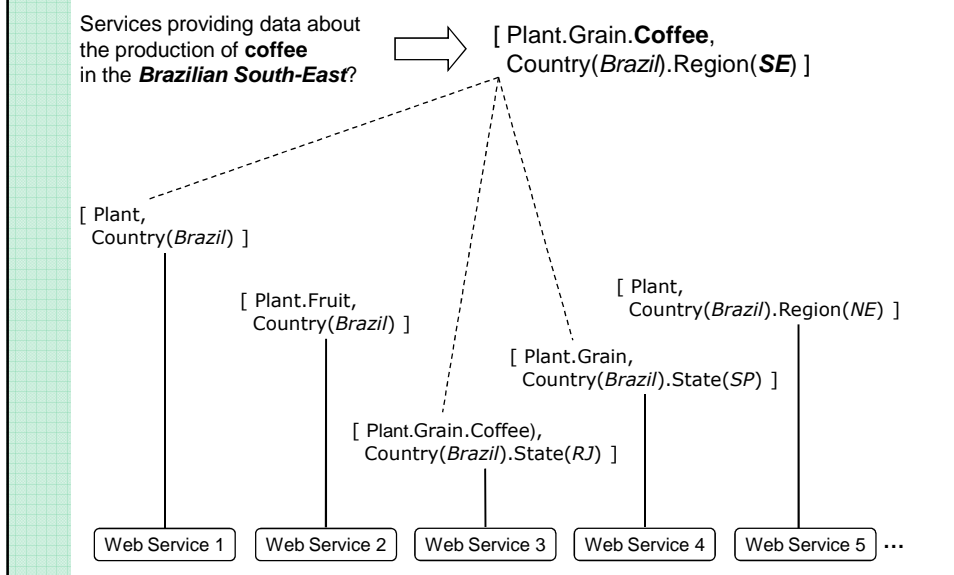 Services providing data about
the production of coffee
in the Brazilian South-East?
[ Plant.Grain.Coffee,
Country(Brazil).Region(SE) ]
[ Plant,
Country(Brazil) ]
[ Plant.Fruit,
Country(Brazil) ]
[ Plant,
Country(Brazil).Region(NE) ]
[ Plant.Grain,
Country(Brazil).State(SP) ]
[ Plant.Grain.Coffee),
Country(Brazil).State(RJ) ]
Web Service 1
Web Service 2
Web Service 3
Web Service 4
Web Service 5
...